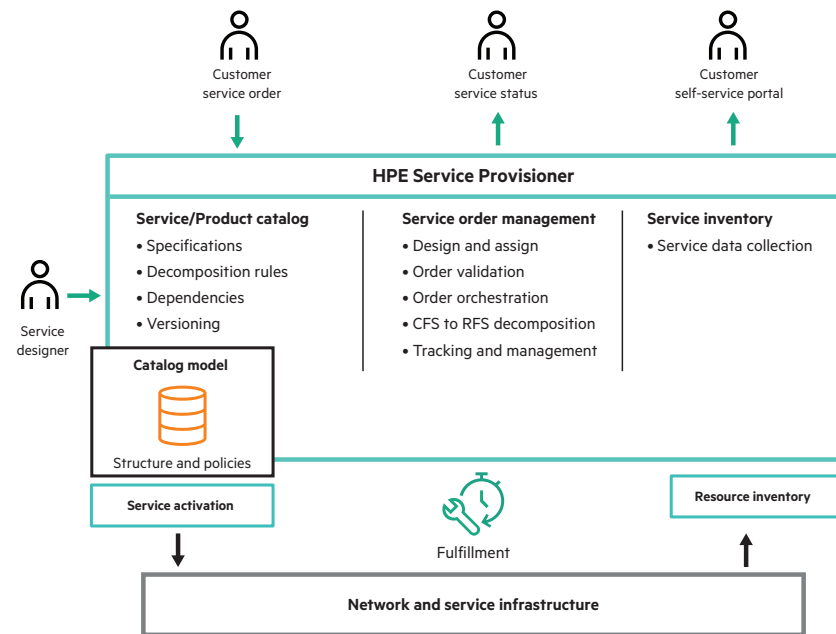 Customer
service order
Customer
service status
Customer
self-service portal
HPE Service Provisioner
Service/Product catalog
• Specifications
• Decomposition rules
• Dependencies
• Versioning
Service order management
• Design and assign
• Order validation
• Order orchestration
• CFS to RFS decomposition
• Tracking and management
Service inventory
• Service data collection
Service
designer
Catalog model
Structure and policies
Service activation
Fulfillment
Resource inventory
Network and service infrastructure